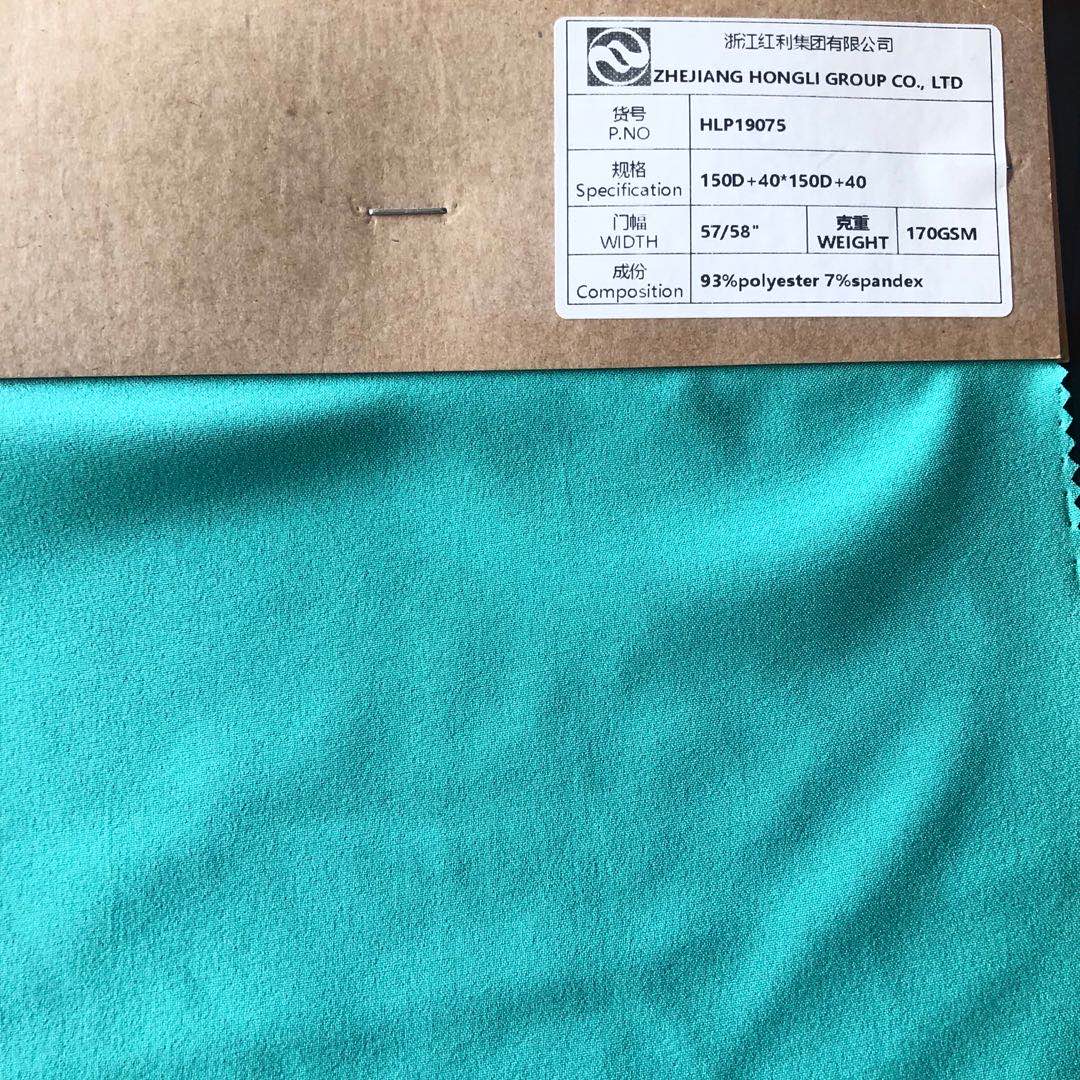 浙江红利集团有限公司
ZHEJIANG HONGLI GROUP CO., LTD
货号
P.NO
HLP19075
规格
Specification
150D+40*150D+40
门幅
WIDTH
57/58"
克重
WEIGHT
170GSM
成份
Composition
93%polyester 7%spandex